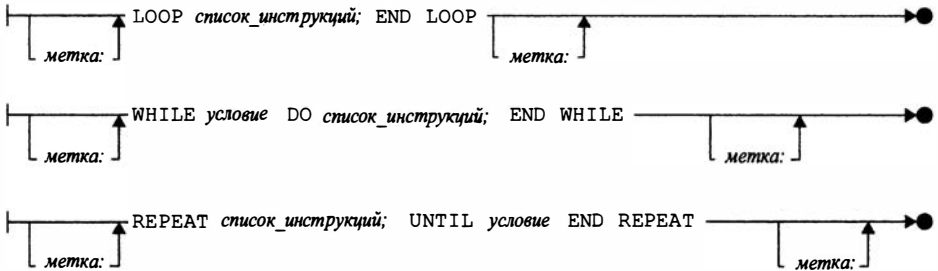 LOOP список_инструкций; END LOOP
метка: метка:
WHILE условие DO список_инструкций; END WHILE
метка: метка:
REPEAT список_инструкций; UNTIL условие END REPEAT
метка: метка: